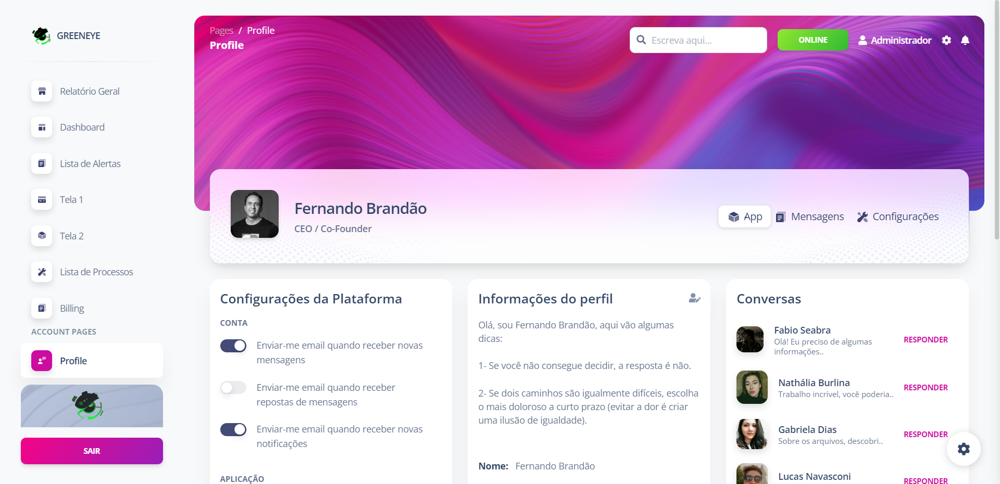 GREENEYE
Relatório Geral
Dashboard
Lista de Alertas
Tela 1
Tela 2
Lista de Processos
Billing
ACCOUNT PAGES
Profile
SAIR
Pages / Profile
Profile
Escreva aqui...
ONLINE
Administrador
Fernando Brandão
CEO / Co-Founder
App
Mensagens
Configurações
Configurações da Plataforma
CONTA
Enviar-me email quando receber novas
mensagens
Enviar-me email quando receber
repostas de mensagens
Enviar-me email quando receber novas
notificações
APLICAÇÃO
Informações do perfil
Olá, sou Fernando Brandão, aqui vão algumas
dicas:
1- Se você não consegue decidir, a resposta é não.
2- Se dois caminhos são igualmente difíceis, escolha
o mais doloroso a curto prazo (evitar a dor é criar
uma ilusão de igualdade).
Nome: Fernando Brandão
Conversas
Fabio Seabra
Olá! Eu preciso de algumas
informações..
RESPONDER
Nathália Burlina
Trabalho incrível, você poderia..
RESPONDER
Gabriela Dias
Sobre os arquivos, descobri..
RESPONDER
Lucas Navasconi
RESPONDER